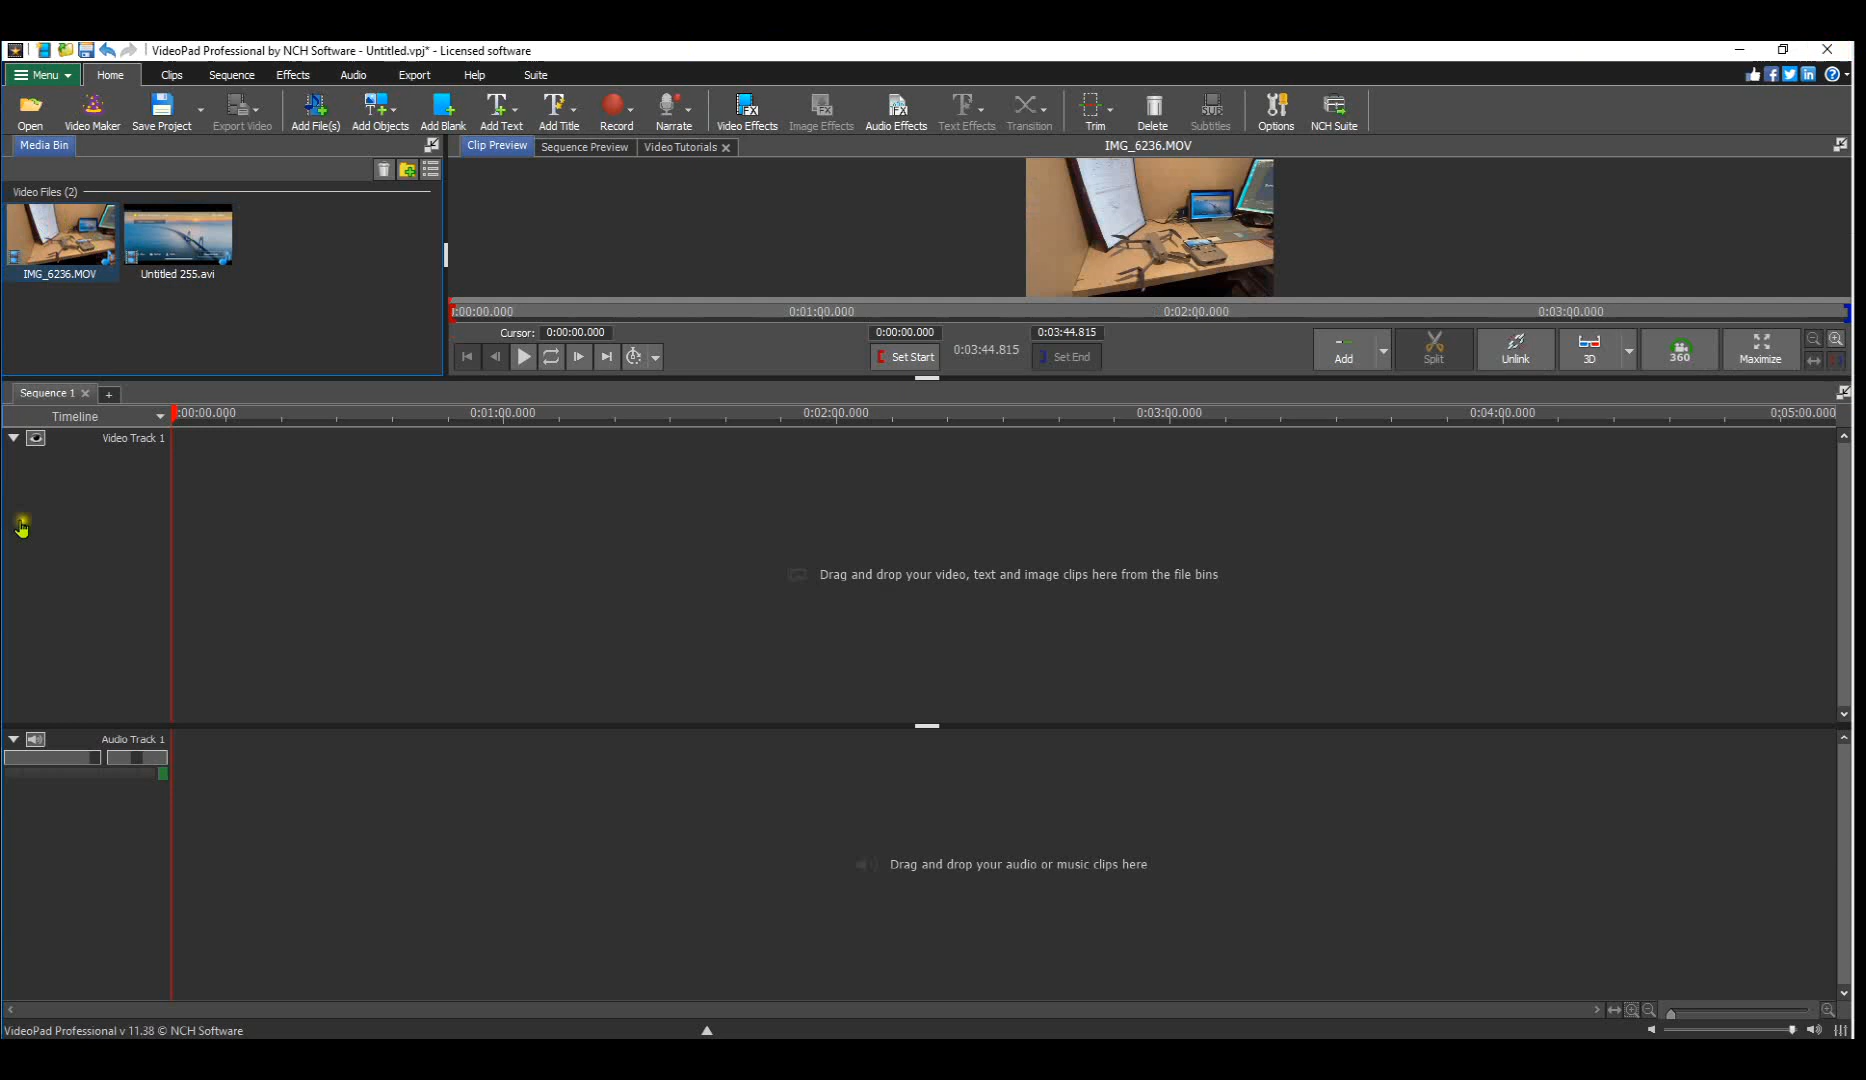 VideoPad Professional by NCH Software - Untitled.vpj* - Licensed software
Menu Home Clips Sequence Effects Audio Export Help Suite
Open Video Maker Save Project Export Video Add File(s) Add Objects Add Blank Add Text Add Title Record Narrate Video Effects Image Effects Audio Effects Text Effects Transition Trim Delete Subtitles Options NCH Suite
Media Bin Clip Preview Sequence Preview Video Tutorials IMG_6236.MOV
Video Files (2)
IMG_6236.MOV Untitled 255.avi
:00:00.000 0:01:00.000 0:02:00.000 0:03:00.000
Cursor: 0:00:00.000 0:00:00.000 0:03:44.815
Set Start 0:03:44.815 Set End Add Split Unlink 3D 360 Maximize
Sequence 1
Timeline :00:00.000 0:01:00.000 0:02:00.000 0:03:00.000 0:04:00.000 0:05:00.000
Video Track 1
Drag and drop your video, text and image clips here from the file bins
Audio Track 1
Drag and drop your audio or music clips here
VideoPad Professional v 11.38 © NCH Software